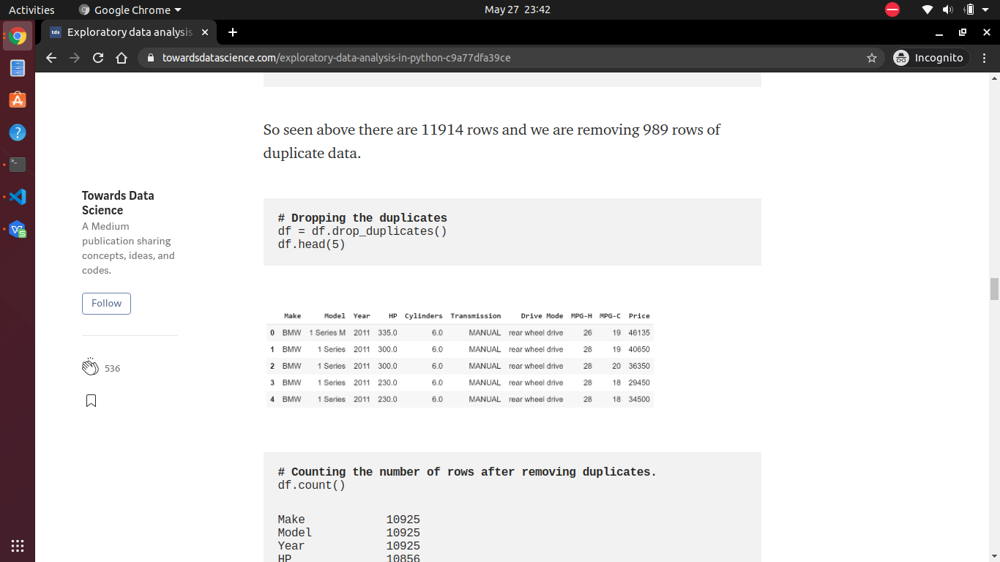 Activities
Google Chrome
May 27 23:42
tds
Exploratory data analysis
towardsdatascience.com/exploratory-data-analysis-in-python-c9a77dfa39ce
Incognito
So seen above there are 11914 rows and we are removing 989 rows of
duplicate data.
Towards Data
Science
A Medium
publication sharing
concepts, ideas, and
codes.
Follow
536
# Dropping the duplicates
df = df.drop_duplicates()
df.head(5)
Make Model Year HP Cylinders Transmission Drive Mode MPG-H MPG-C Price
0 BMW 1 Series M 2011 335.0 6.0 MANUAL rear wheel drive 26 19 46135
1 BMW 1 Series 2011 300.0 6.0 MANUAL rear wheel drive 28 19 40650
2 BMW 1 Series 2011 300.0 6.0 MANUAL rear wheel drive 28 20 36350
3 BMW 1 Series 2011 230.0 6.0 MANUAL rear wheel drive 28 18 29450
4 BMW 1 Series 2011 230.0 6.0 MANUAL rear wheel drive 28 18 34500
# Counting the number of rows after removing duplicates.
df.count()
Make 10925
Model 10925
Year 10925
HP 10856